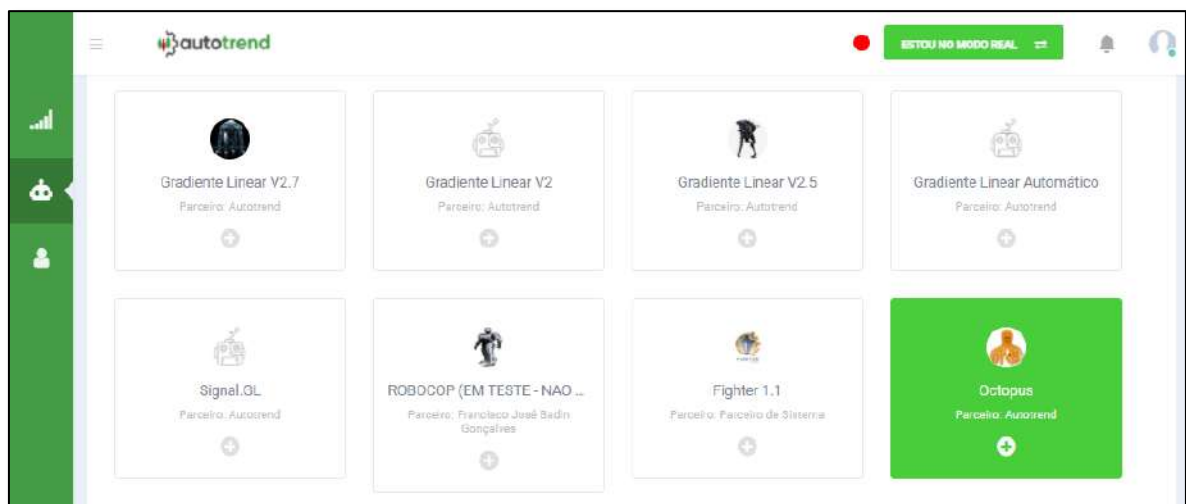 autotrend
ESTOU NO MODO REAL
Gradiente Linear V2.7
Parceiro: Autotrend
Gradiente Linear V2
Parceiro: Autotrend
Gradiente Linear V2.5
Parceiro: Autotrend
Gradiente Linear Automático
Parceiro: Autotrend
Signal.GL
Parceiro: Autotrend
ROBOCOP (EM TESTE - NAO ...
Parceiro: Francisco José Badin
Gonçalves
Fighter 1.1
Parceiro: Parceiro de Sistema
Octopus
Parceiro: Autotrend